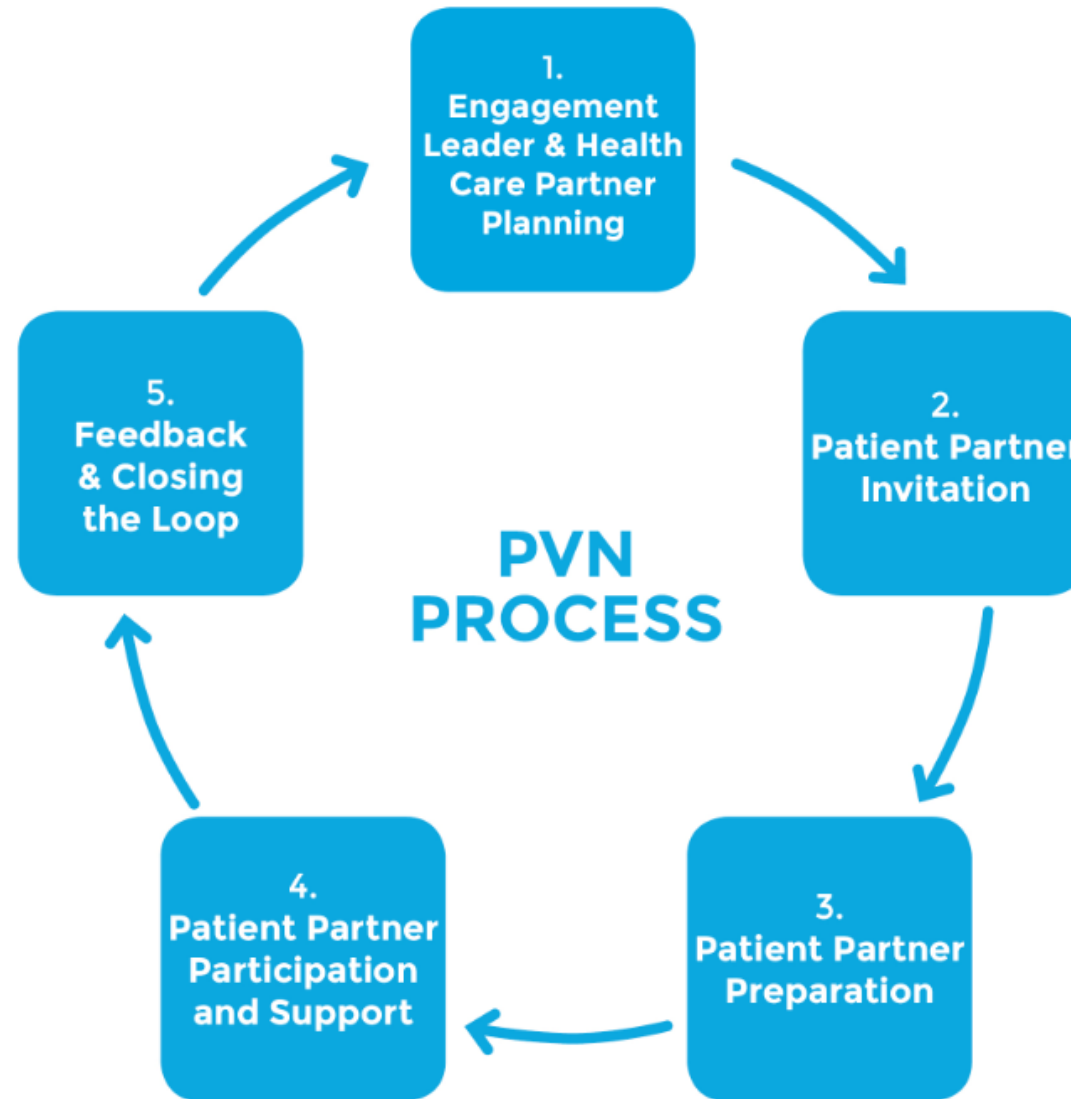 1.
Engagement
Leader & Health
Care Partner
Planning
2.
Patient Partner
Invitation
3.
Patient Partner
Preparation
4.
Patient Partner
Participation
and Support
5.
Feedback
& Closing
the Loop
PVN
PROCESS